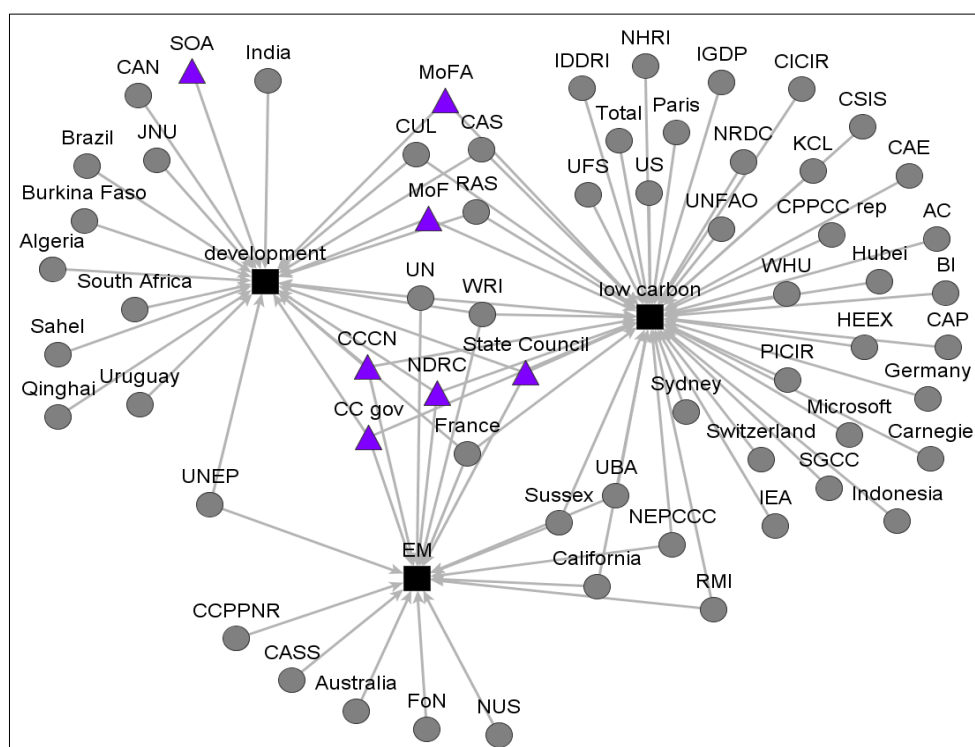 SOA
India
CAN
JNU
Brazil
Burkina Faso
Algeria
development
South Africa
Sahel
Uruguay
Qinghai
UNEP
MoFA
CUL
CAS
MoF
RAS
UN
WRI
CCCN
NDRC
State Council
CC gov
France
NHRI
IDDRI
IGDP
CICIR
Total
Paris
CSIS
NRDC
KCL
UFS
US
CAE
UNFAO
CPPCC rep
AC
WHU
Hubei
BI
low carbon
HEEX
CAP
PICIR
Germany
Sydney
Microsoft
Switzerland
Carnegie
SGCC
UBA
Sussex
IEA
Indonesia
NEPCCC
EM
California
RMI
CCPPNR
CASS
Australia
FoN
NUS